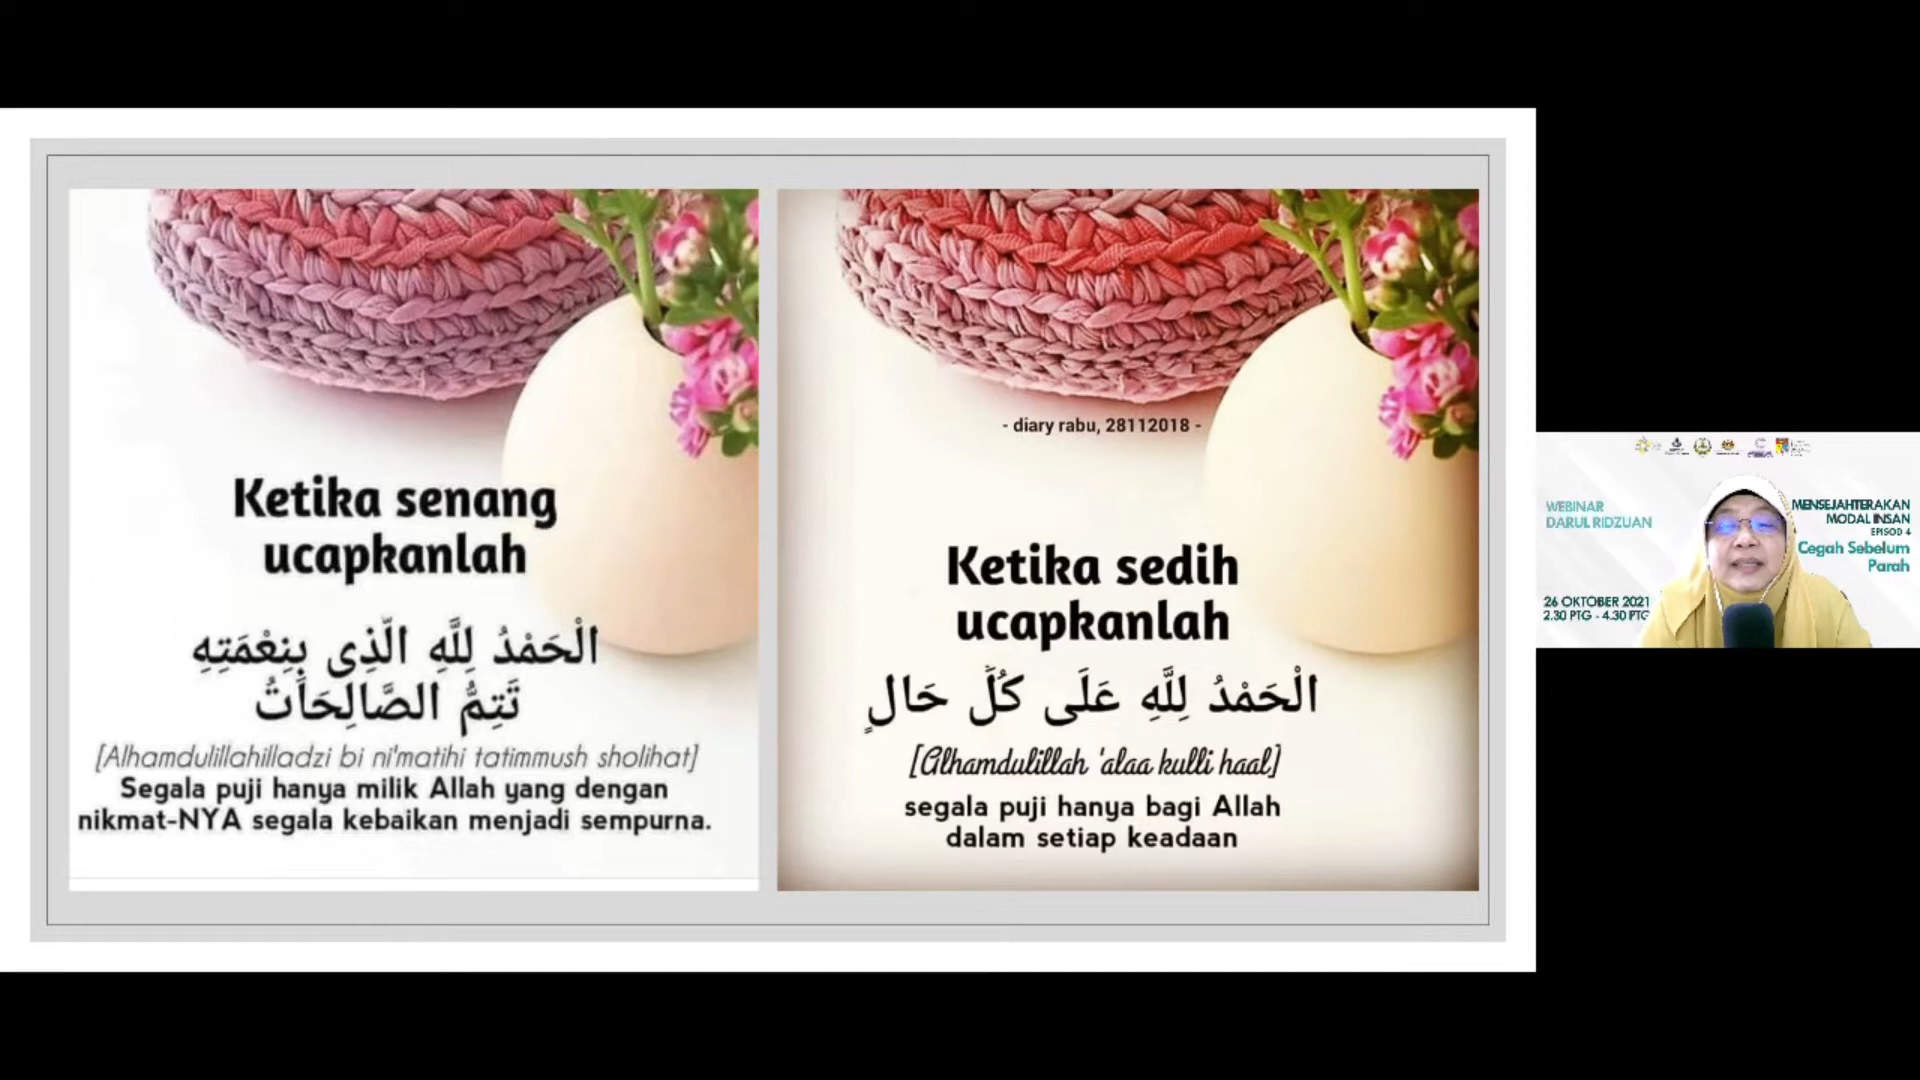 Ketika senang
ucapkanlah
الْحَمْدُ لِلَّهِ الَّذِى بِنِعْمَتِهِ
تَتِمُّ الصَّالِحَاتُ
[Alhamdulillahilladzi bi ni'matihi tatimmush sholihat]
Segala puji hanya milik Allah yang dengan
nikmat-NYA segala kebaikan menjadi sempurna.
- diary rabu, 28112018 -
Ketika sedih
ucapkanlah
الْحَمْدُ لِلَّهِ عَلَى كُلِّ حَالٍ
[Alhamdulillah 'alaa kulli haal]
segala puji hanya bagi Allah
dalam setiap keadaan
WEBINAR
DARUL RIDZUAN
26 OKTOBER 2021
2.30 PTG - 4.30 PTG
MENSEJAHTERAKAN
MODAL INSAN
EPISOD 4
Cegah Sebelum
Parah